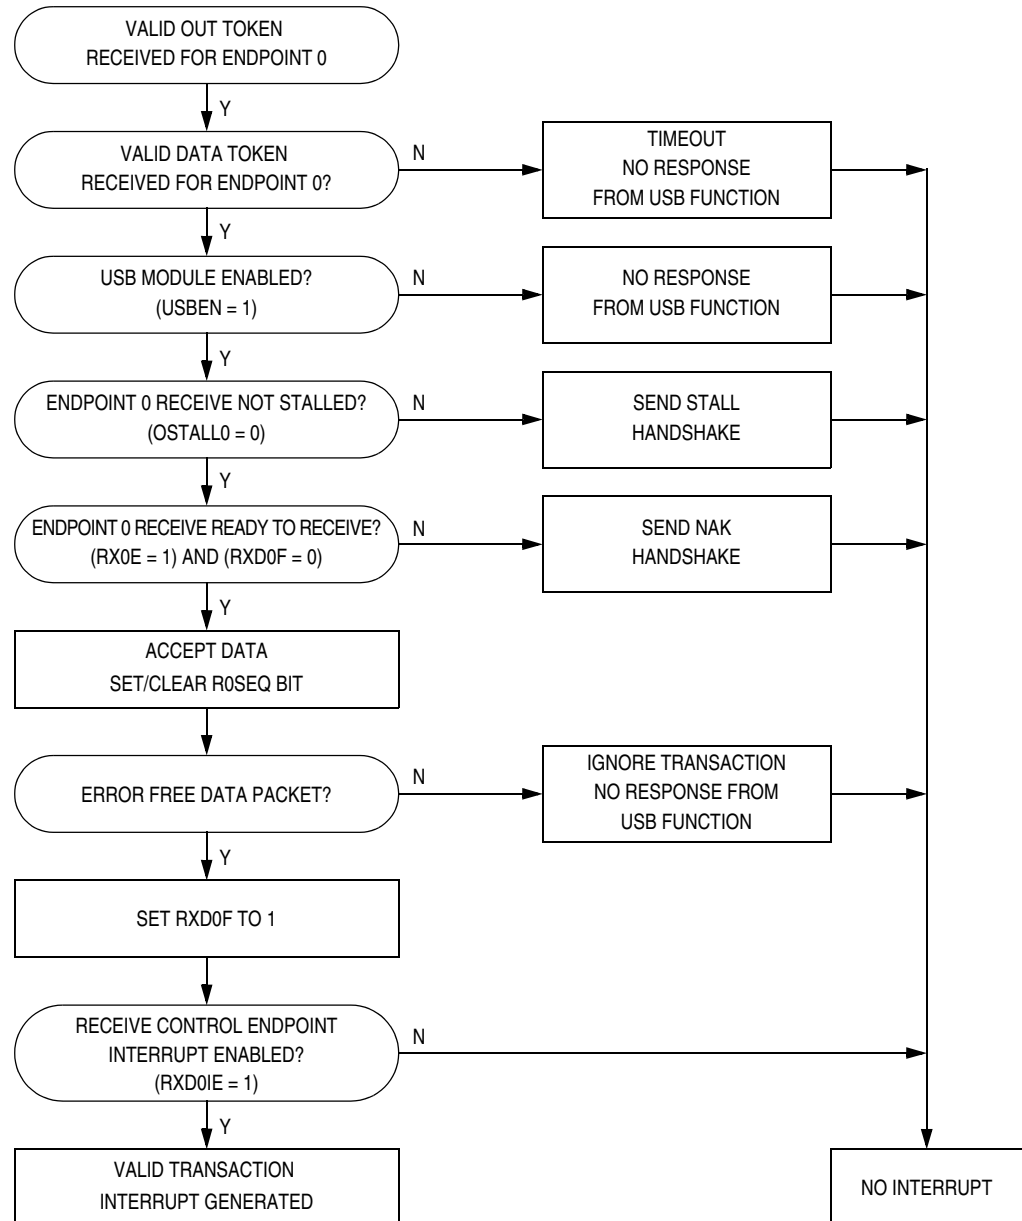 VALID OUT TOKEN
RECEIVED FOR ENDPOINT 0
Y
VALID DATA TOKEN
RECEIVED FOR ENDPOINT 0?
N
TIMEOUT
NO RESPONSE
FROM USB FUNCTION
Y
USB MODULE ENABLED?
(USBEN = 1)
N
NO RESPONSE
FROM USB FUNCTION
Y
ENDPOINT 0 RECEIVE NOT STALLED?
(OSTALL0 = 0)
N
SEND STALL
HANDSHAKE
Y
ENDPOINT 0 RECEIVE READY TO RECEIVE?
(RX0E = 1) AND (RXD0F = 0)
N
SEND NAK
HANDSHAKE
Y
ACCEPT DATA
SET/CLEAR R0SEQ BIT
ERROR FREE DATA PACKET?
N
IGNORE TRANSACTION
NO RESPONSE FROM
USB FUNCTION
Y
SET RXD0F TO 1
RECEIVE CONTROL ENDPOINT
INTERRUPT ENABLED?
(RXD0IE = 1)
N
Y
VALID TRANSACTION
INTERRUPT GENERATED
NO INTERRUPT